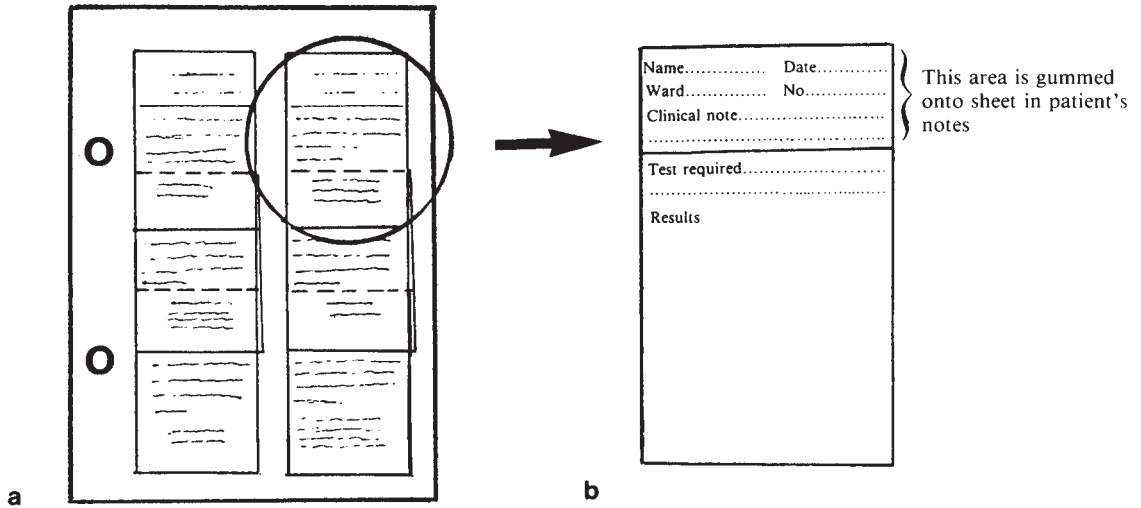 O
O
a
Name.............. Date..............
Ward.............. No..............
Clinical note..............................
..................................................
Test required..............................
..................................................
Results
This area is gummed
onto sheet in patient's
notes
b